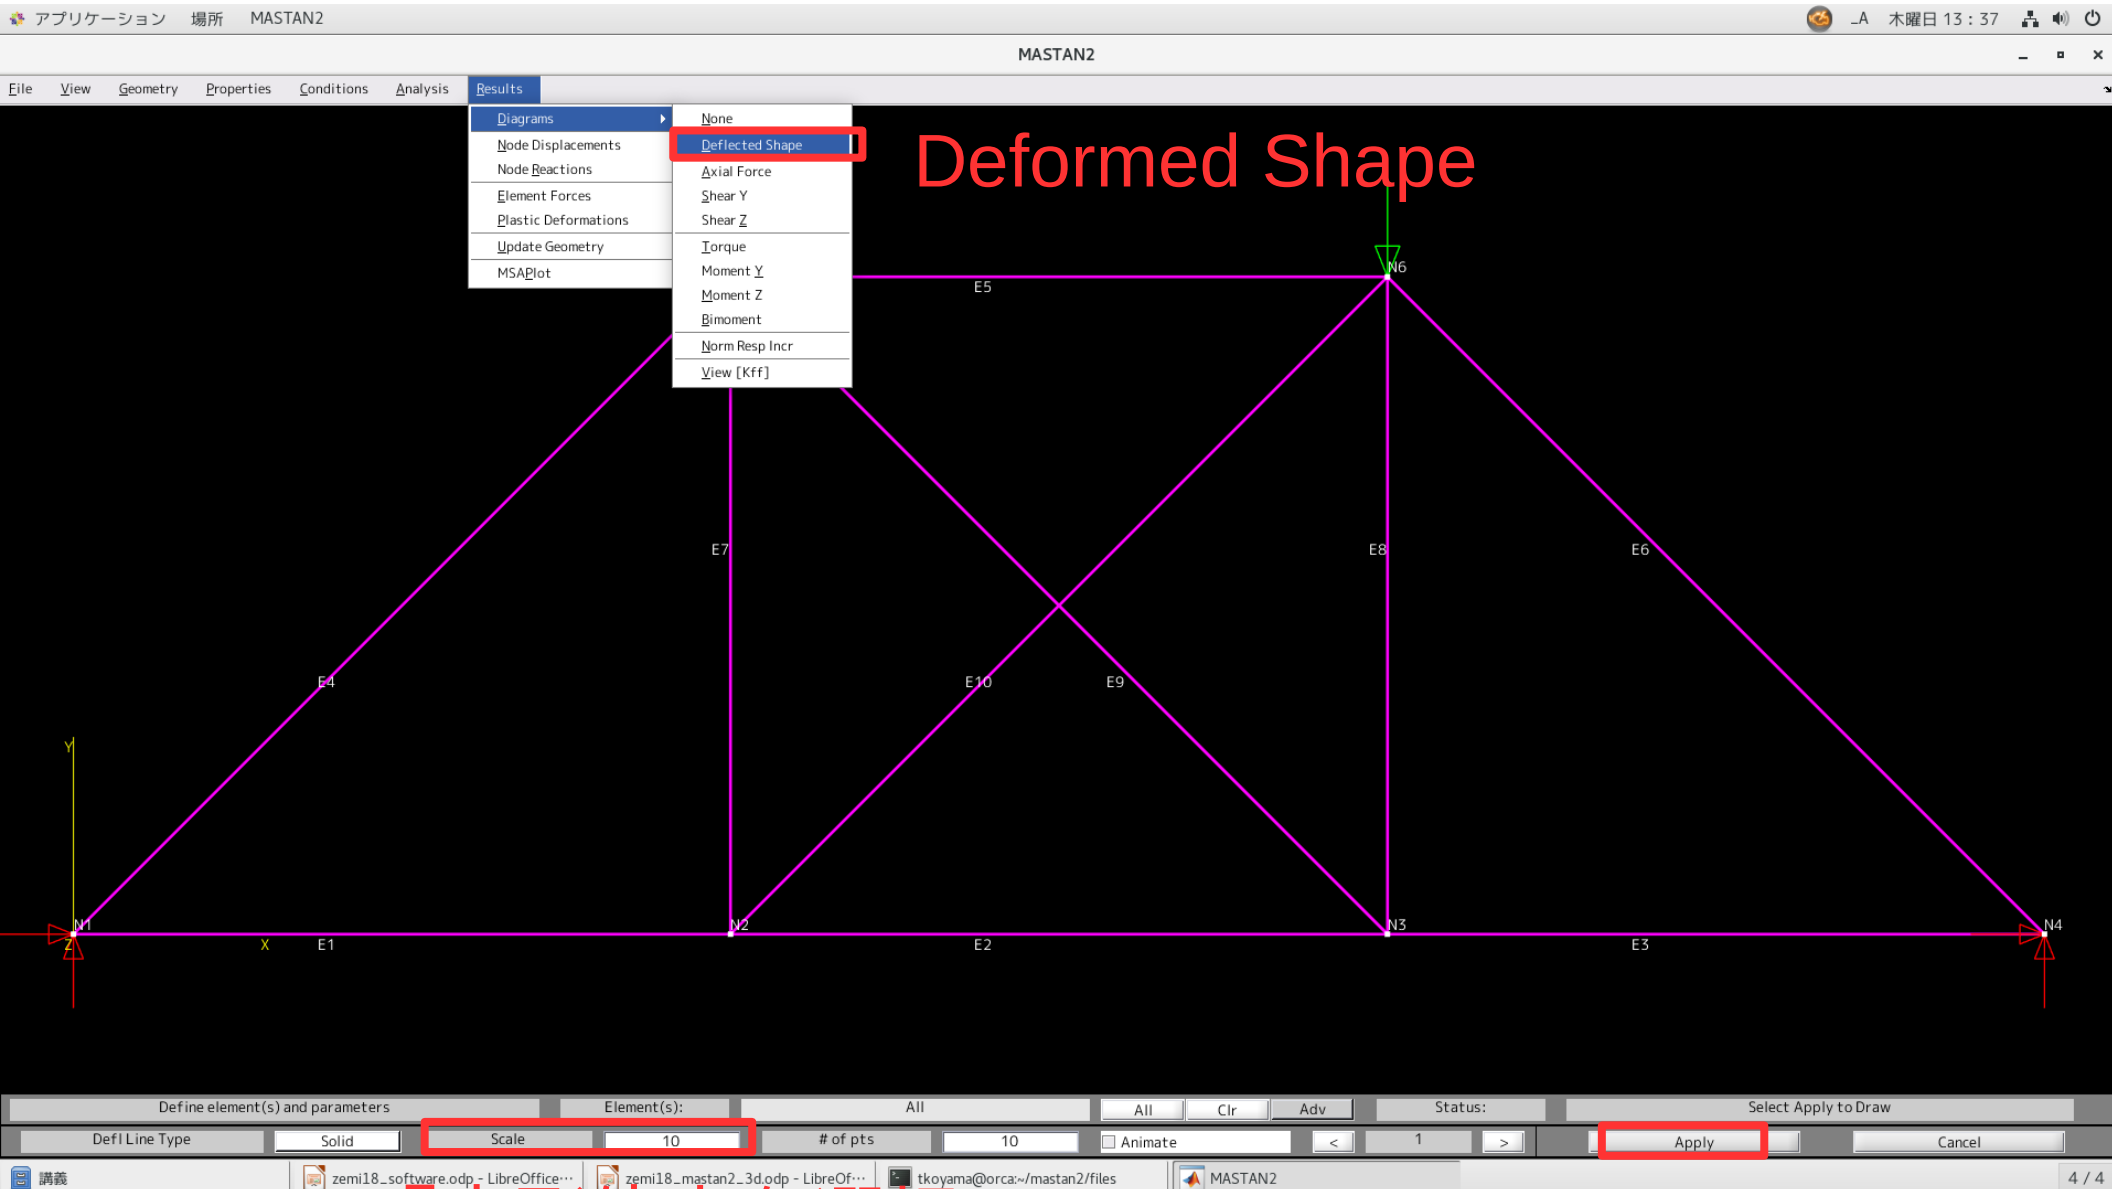 アプリケーション 場所 MASTAN2 _A 木曜日 13 : 37
MASTAN2
File View Geometry Properties Conditions Analysis Results
Diagrams
Node Displacements
Node Reactions
Element Forces
Plastic Deformations
Update Geometry
MSAPlot
None
Deflected Shape
Axial Force
Shear Y
Shear Z
Torque
Moment Y
Moment Z
Bimoment
Norm Resp Incr
View [Kff]
Deformed Shape
N6
E5
E7
E8
E6
E4
E10
E9
Y
N1
N2
N3
N4
Z
X
E1
E2
E3
Define element(s) and parameters Element(s): All All Clr Adv Status: Select Apply to Draw
Defl Line Type Solid Scale 10 # of pts 10 Animate < 1 > Apply Cancel
講義 zemi18_software.odp - LibreOffice… zemi18_mastan2_3d.odp - LibreOf… tkoyama@orca:~/mastan2/files MASTAN2 4 / 4